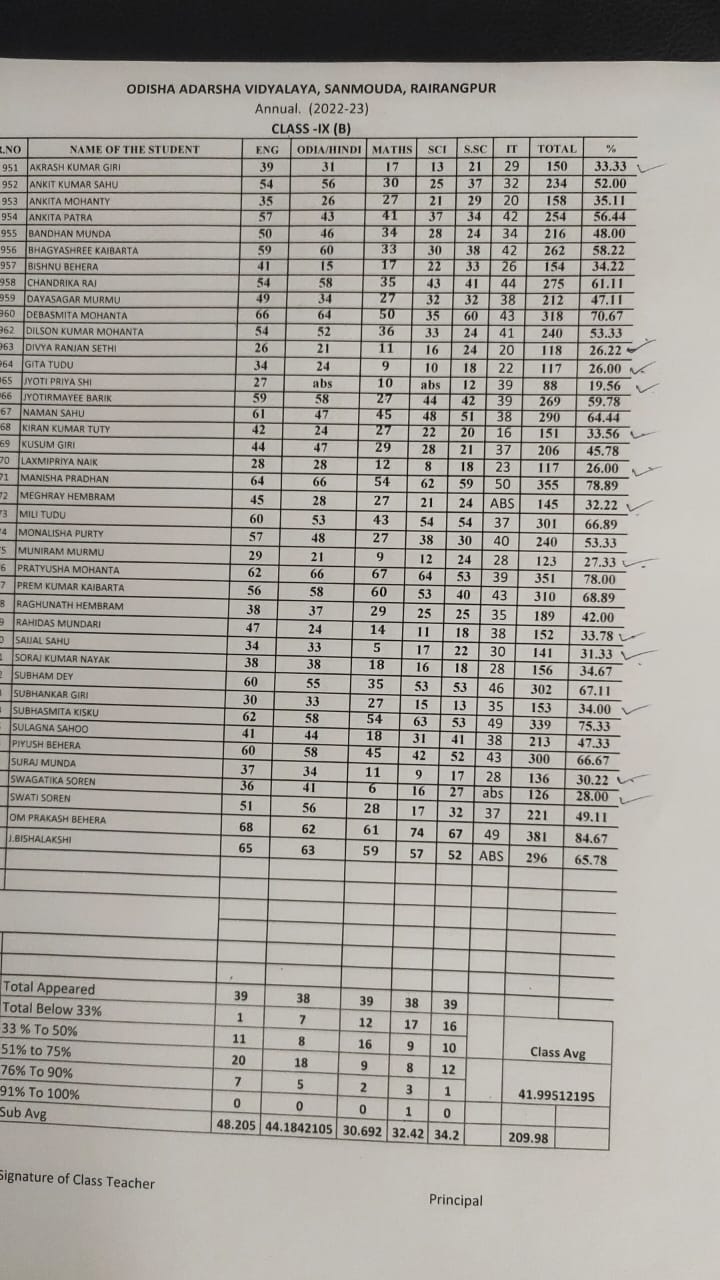 ODISHA ADARSHA VIDYALAYA, SANMOUDA, RAIRANGPUR
Annual. (2022-23)
CLASS -IX (B)
L.NO NAME OF THE STUDENT ENG ODIA/HINDI MATHS SCI S.SC IT TOTAL %
951 AKRASH KUMAR GIRI 39 31 17 13 21 29 150 33.33
952 ANKIT KUMAR SAHU 54 56 30 25 37 32 234 52.00
953 ANKITA MOHANTY 35 26 27 21 29 20 158 35.11
954 ANKITA PATRA 57 43 41 37 34 42 254 56.44
955 BANDHAN MUNDA 50 46 34 28 24 34 216 48.00
956 BHAGYASHREE KAIBARTA 59 60 33 30 38 42 262 58.22
957 BISHNU BEHERA 41 15 17 22 33 26 154 34.22
958 CHANDRIKA RAJ 54 58 35 43 41 44 275 61.11
959 DAYASAGAR MURMU 49 34 27 32 32 38 212 47.11
960 DEBASMITA MOHANTA 66 64 50 35 60 43 318 70.67
962 DILSON KUMAR MOHANTA 54 52 36 33 24 41 240 53.33
963 DIVYA RANJAN SETHI 26 21 11 16 24 20 118 26.22
964 GITA TUDU 34 24 9 10 18 22 117 26.00
965 JYOTI PRIYA SHI 27 abs 10 abs 12 39 88 19.56
66 JYOTIRMAYEE BARIK 59 58 27 44 42 39 269 59.78
67 NAMAN SAHU 61 47 45 48 51 38 290 64.44
68 KIRAN KUMAR TUTY 42 24 27 22 20 16 151 33.56
69 KUSUM GIRI 44 47 29 28 21 37 206 45.78
70 LAXMIPRIYA NAIK 28 28 12 8 18 23 117 26.00
71 MANISHA PRADHAN 64 66 54 62 59 50 355 78.89
72 MEGHRAY HEMBRAM 45 28 27 21 24 ABS 145 32.22
3 MILI TUDU 60 53 43 54 54 37 301 66.89
4 MONALISHA PURTY 57 48 27 38 30 40 240 53.33
5 MUNIRAM MURMU 29 21 9 12 24 28 123 27.33
6 PRATYUSHA MOHANTA 62 66 67 64 53 39 351 78.00
7 PREM KUMAR KAIBARTA 56 58 60 53 40 43 310 68.89
8 RAGHUNATH HEMBRAM 38 37 29 25 25 35 189 42.00
9 RAHIDAS MUNDARI 47 24 14 11 18 38 152 33.78
SAIJAL SAHU 34 33 5 17 22 30 141 31.33
SORAJ KUMAR NAYAK 38 38 18 16 18 28 156 34.67
SUBHAM DEY 60 55 35 53 53 46 302 67.11
SUBHANKAR GIRI 30 33 27 15 13 35 153 34.00
SUBHASMITA KISKU 62 58 54 63 53 49 339 75.33
SULAGNA SAHOO 41 44 18 31 41 38 213 47.33
PIYUSH BEHERA 60 58 45 42 52 43 300 66.67
SURAJ MUNDA 37 34 11 9 17 28 136 30.22
SWAGATIKA SOREN 36 41 6 16 27 abs 126 28.00
SWATI SOREN 51 56 28 17 32 37 221 49.11
OM PRAKASH BEHERA 68 62 61 74 67 49 381 84.67
J.BISHALAKSHI 65 63 59 57 52 ABS 296 65.78
Total Appeared 39 38 39 38 39
Total Below 33% 1 7 12 17 16
33 % To 50% 11 8 16 9 10 Class Avg
51% to 75% 20 18 9 8 12
76% To 90% 7 5 2 3 1 41.99512195
91% To 100% 0 0 0 1 0
Sub Avg 48.205 44.1842105 30.692 32.42 34.2 209.98
Signature of Class Teacher
Principal